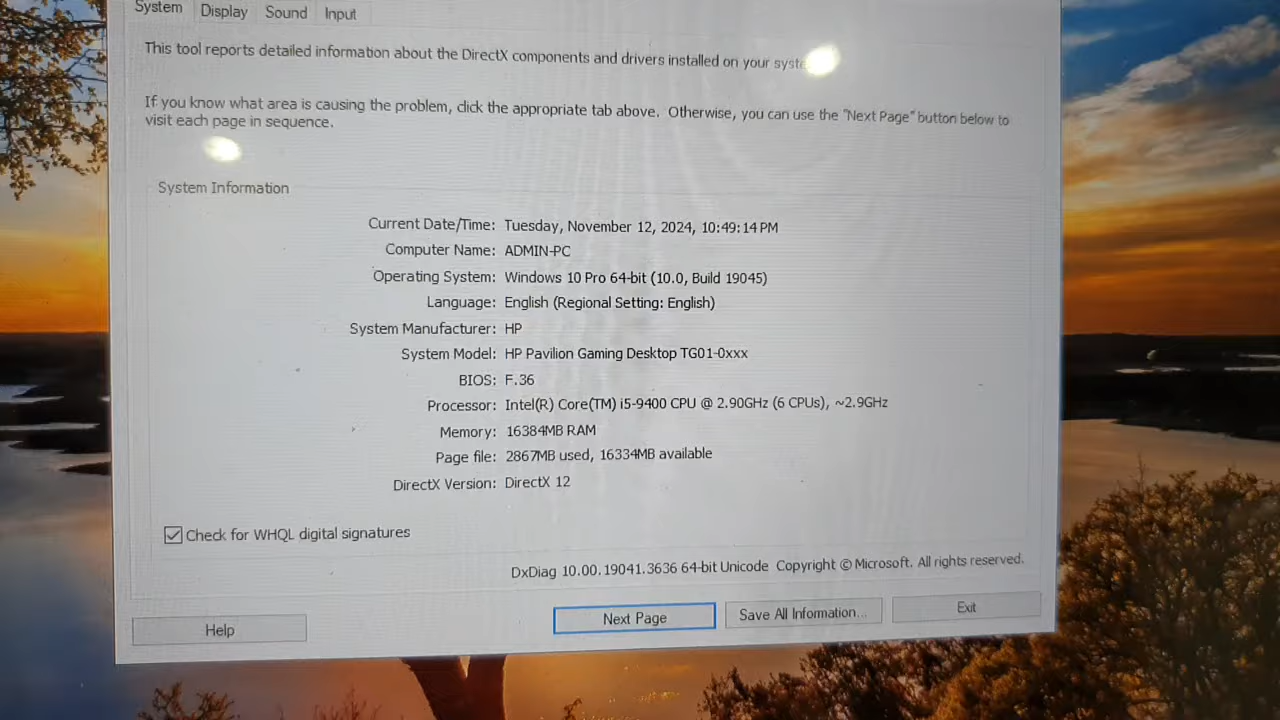 System Display Sound Input
This tool reports detailed information about the DirectX components and drivers installed on your
If you know what area is causing the problem, click the appropriate tab above. Otherwise, you can use the "Next Page" button below to
visit each page in sequence.
System Information
Current Date/Time: Tuesday, November 12, 2024, 10:49:14 PM
Computer Name: ADMIN-PC
Operating System: Windows 10 Pro 64-bit (10.0, Build 19045)
Language: English (Regional Setting: English)
System Manufacturer: HP
System Model: HP Pavilion Gaming Desktop TG01-0xxx
BIOS: F.36
Processor: Intel(R) Core(TM) i5-9400 CPU @ 2.90GHz (6 CPUs), ~2.9GHz
Memory: 16384MB RAM
Page file: 2867MB used, 16334MB available
DirectX Version: DirectX 12
Check for WHQL digital signatures
DxDiag 10.00.19041.3636 64-bit Unicode Copyright © Microsoft. All rights reserved.
Help Next Page Save All Information... Exit